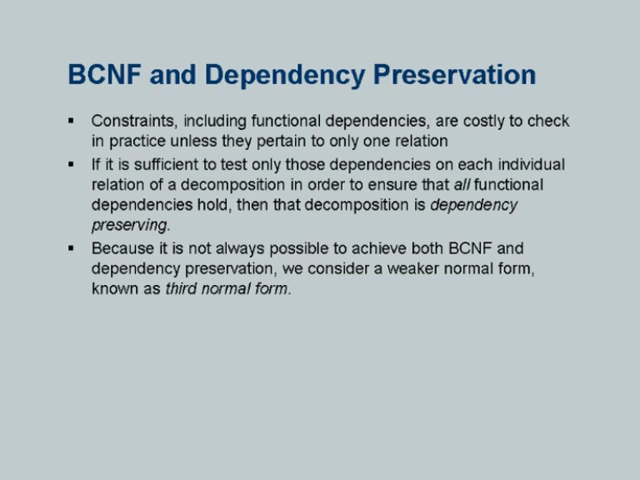 BCNF and Dependency Preservation
▪ Constraints, including functional dependencies, are costly to check
in practice unless they pertain to only one relation
▪ If it is sufficient to test only those dependencies on each individual
relation of a decomposition in order to ensure that all functional
dependencies hold, then that decomposition is dependency
preserving.
▪ Because it is not always possible to achieve both BCNF and
dependency preservation, we consider a weaker normal form,
known as third normal form.